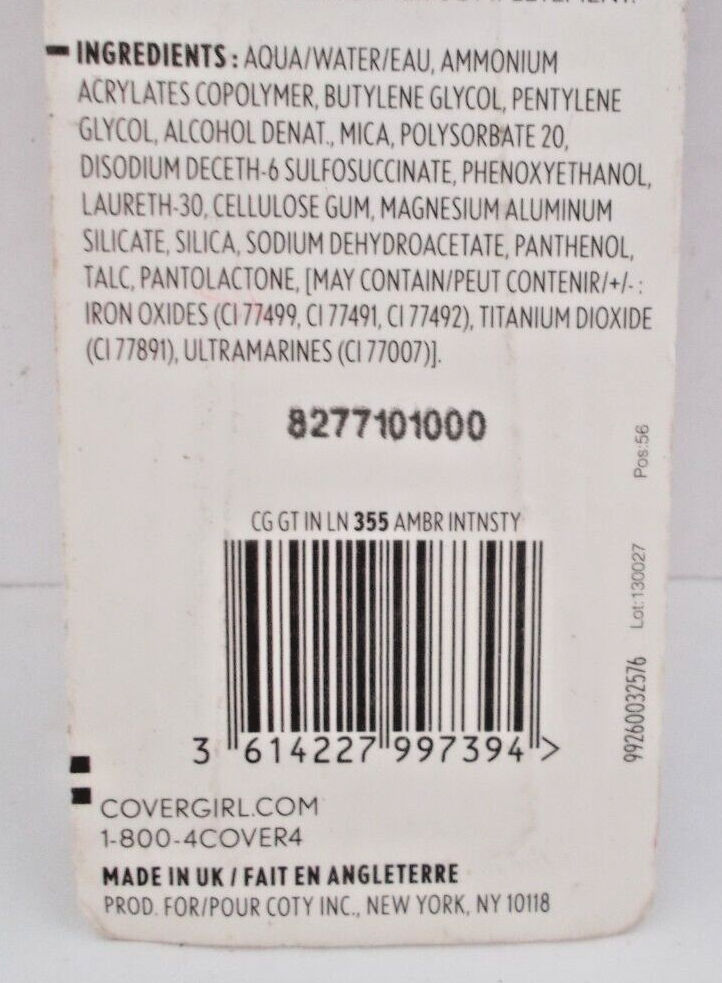 INGREDIENTS: AQUA/WATER/EAU, AMMONIUM
ACRYLATES COPOLYMER, BUTYLENE GLYCOL, PENTYLENE
GLYCOL, ALCOHOL DENAT., MICA, POLYSORBATE 20,
DISODIUM DECETH-6 SULFOSUCCINATE, PHENOXYETHANOL,
LAURETH-30, CELLULOSE GUM, MAGNESIUM ALUMINUM
SILICATE, SILICA, SODIUM DEHYDROACETATE, PANTHENOL,
TALC, PANTOLACTONE, [MAY CONTAIN/PEUT CONTENIR/+/-:
IRON OXIDES (CI 77499, CI 77491, CI 77492), TITANIUM DIOXIDE
(CI 77891), ULTRAMARINES (CI 77007)].
8277101000
CG GT IN LN 355 AMBR INTNSTY
3 614227 997394 >
99260032576 Lot:130027 Pos:56
COVERGIRL.COM
1-800-4COVER4
MADE IN UK / FAIT EN ANGLETERRE
PROD. FOR/POUR COTY INC., NEW YORK, NY 10118